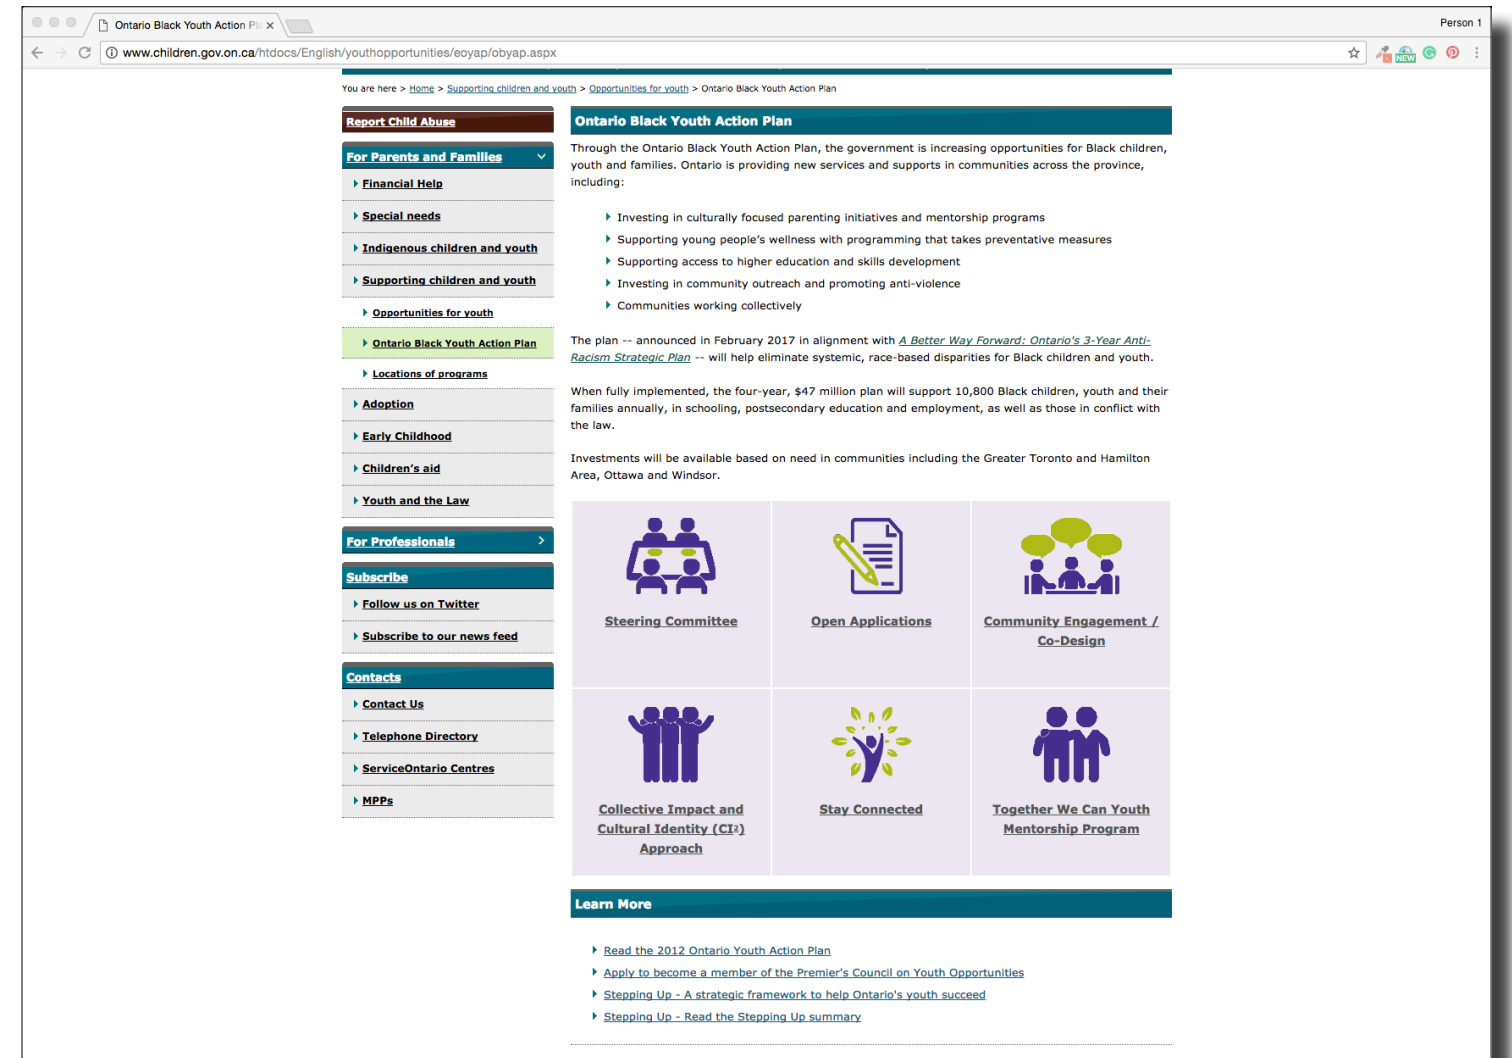 Ontario Black Youth Action Pla
Person 1
www.children.gov.on.ca/htdocs/English/youthopportunities/eoyap/obyap.aspx
NEW
You are here > Home > Supporting children and youth > Opportunities for youth > Ontario Black Youth Action Plan
Report Child Abuse
For Parents and Families
Financial Help
Special needs
Indigenous children and youth
Supporting children and youth
Opportunities for youth
Ontario Black Youth Action Plan
Locations of programs
Adoption
Early Childhood
Children's aid
Youth and the Law
For Professionals
Subscribe
Follow us on Twitter
Subscribe to our news feed
Contacts
Contact Us
Telephone Directory
ServiceOntario Centres
MPPs
Ontario Black Youth Action Plan
Through the Ontario Black Youth Action Plan, the government is increasing opportunities for Black children,
youth and families. Ontario is providing new services and supports in communities across the province,
including:
Investing in culturally focused parenting initiatives and mentorship programs
Supporting young people's wellness with programming that takes preventative measures
Supporting access to higher education and skills development
Investing in community outreach and promoting anti-violence
Communities working collectively
The plan -- announced in February 2017 in alignment with A Better Way Forward: Ontario's 3-Year Anti-
Racism Strategic Plan -- will help eliminate systemic, race-based disparities for Black children and youth.
When fully implemented, the four-year, $47 million plan will support 10,800 Black children, youth and their
families annually, in schooling, postsecondary education and employment, as well as those in conflict with
the law.
Investments will be available based on need in communities including the Greater Toronto and Hamilton
Area, Ottawa and Windsor.
Steering Committee
Open Applications
Community Engagement /
Co-Design
Collective Impact and
Cultural Identity (CI²)
Approach
Stay Connected
Together We Can Youth
Mentorship Program
Learn More
Read the 2012 Ontario Youth Action Plan
Apply to become a member of the Premier's Council on Youth Opportunities
Stepping Up - A strategic framework to help Ontario's youth succeed
Stepping Up - Read the Stepping Up summary